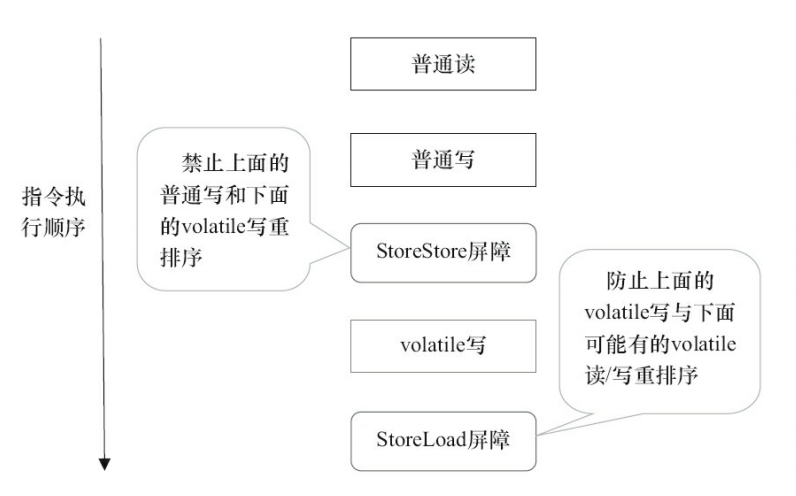 普通读
普通写
禁止上面的
普通写和下面
的volatile写重
排序
指令执
行顺序
StoreStore屏障
防止上面的
volatile写与下面
可能有的volatile
读/写重排序
volatile写
StoreLoad屏障